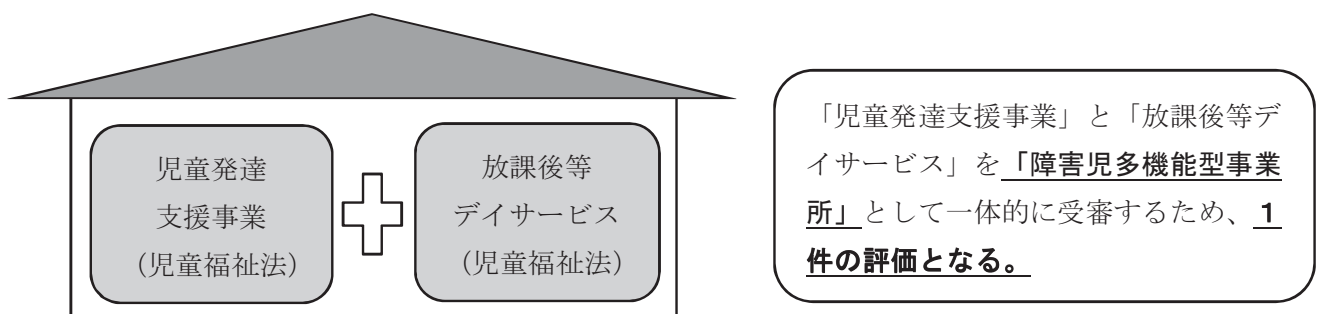 児童発達
支援事業
（児童福祉法）
放課後等
デイサービス
（児童福祉法）
「児童発達支援事業」と「放課後等デ
イサービス」を「障害児多機能型事業
所」として一体的に受審するため、１
件の評価となる。